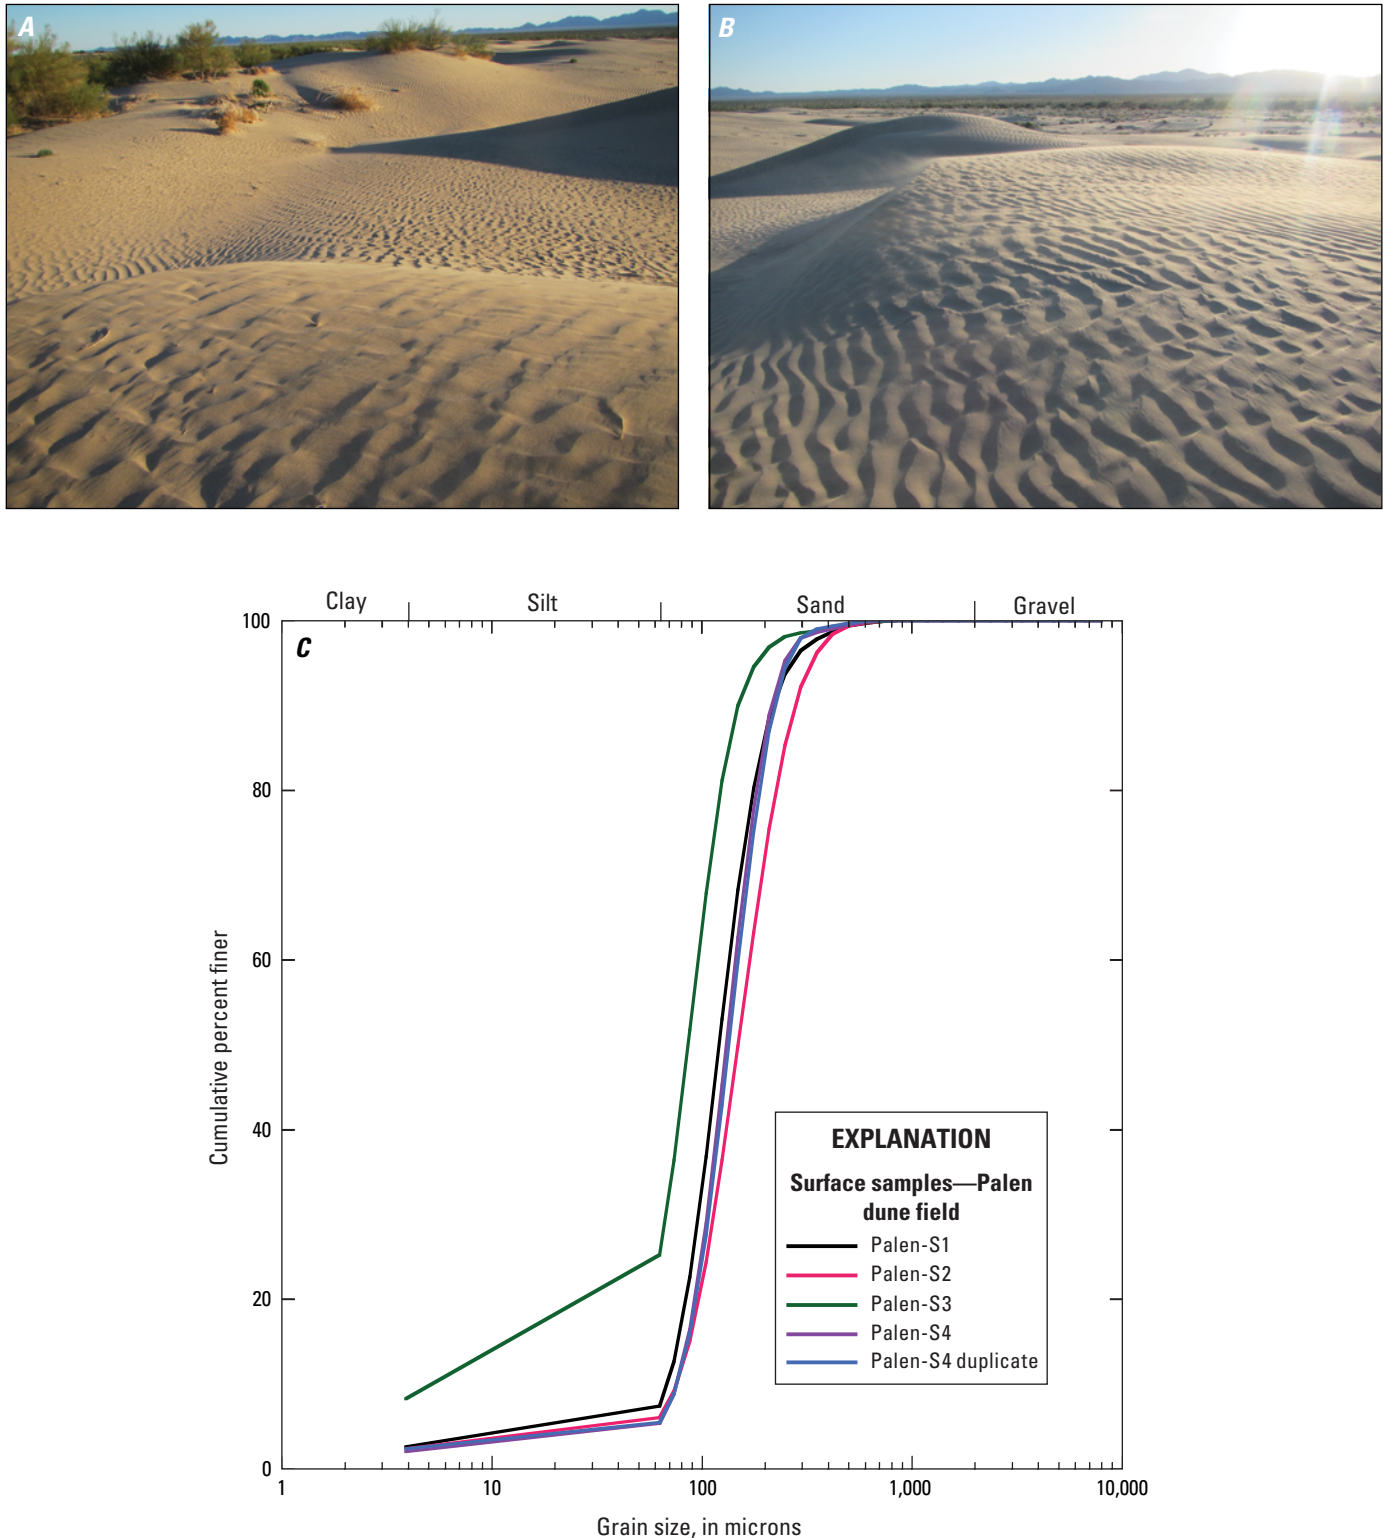 A
B
Clay
Silt
Sand
Gravel
C
100
80
60
40
20
0
Cumulative percent finer
1
10
100
1,000
10,000
Grain size, in microns
EXPLANATION
Surface samples—Palen
dune field
Palen-S1
Palen-S2
Palen-S3
Palen-S4
Palen-S4 duplicate